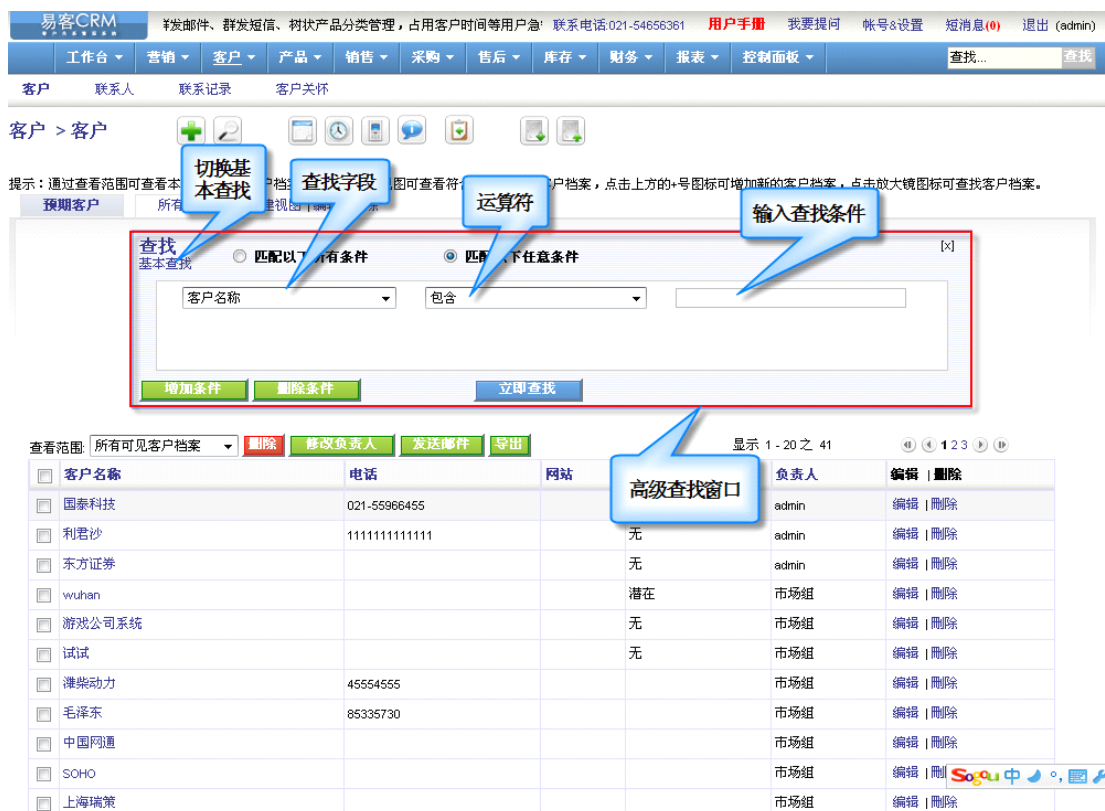 易客CRM
发邮件、群发短信、树状产品分类管理，占用客户时间等用户急 联系电话:021-54656361 用户手册 我要提问 帐号&设置 短消息(0) 退出 (admin)
工作台 营销 客户 产品 销售 采购 售后 库存 财务 报表 控制面板 查找... 查找
客户 联系人 联系记录 客户关怀
客户 > 客户
切换基本查找
查找字段
运算符
输入查找条件
提示：通过查看范围可查看本 户档案 图可查看符 户档案，点击上方的+号图标可增加新的客户档案，点击放大镜图标可查找客户档案。
预期客户 所有 建视图 | 编
查找 匹配以下所有条件 匹配以下任意条件 [x]
基本查找
客户名称 包含
增加条件 删除条件 立即查找
查看范围: 所有可见客户档案 删除 修改负责人 发送邮件 导出 显示 1 - 20 之 41 1 2 3
高级查找窗口
客户名称 电话 网站 负责人 编辑 | 删除
国泰科技 021-55966455 admin 编辑 | 删除
利君沙 1111111111111 无 admin 编辑 | 删除
东方证券 无 admin 编辑 | 删除
wuhan 潜在 市场组 编辑 | 删除
游戏公司系统 无 市场组 编辑 | 删除
试试 无 市场组 编辑 | 删除
潍柴动力 45554555 市场组 编辑 | 删除
毛泽东 85335730 市场组 编辑 | 删除
中国网通 市场组 编辑 | 删除
SOHO 市场组 编辑 | 删 Sogou 中
上海瑞策 市场组 编辑 | 删除